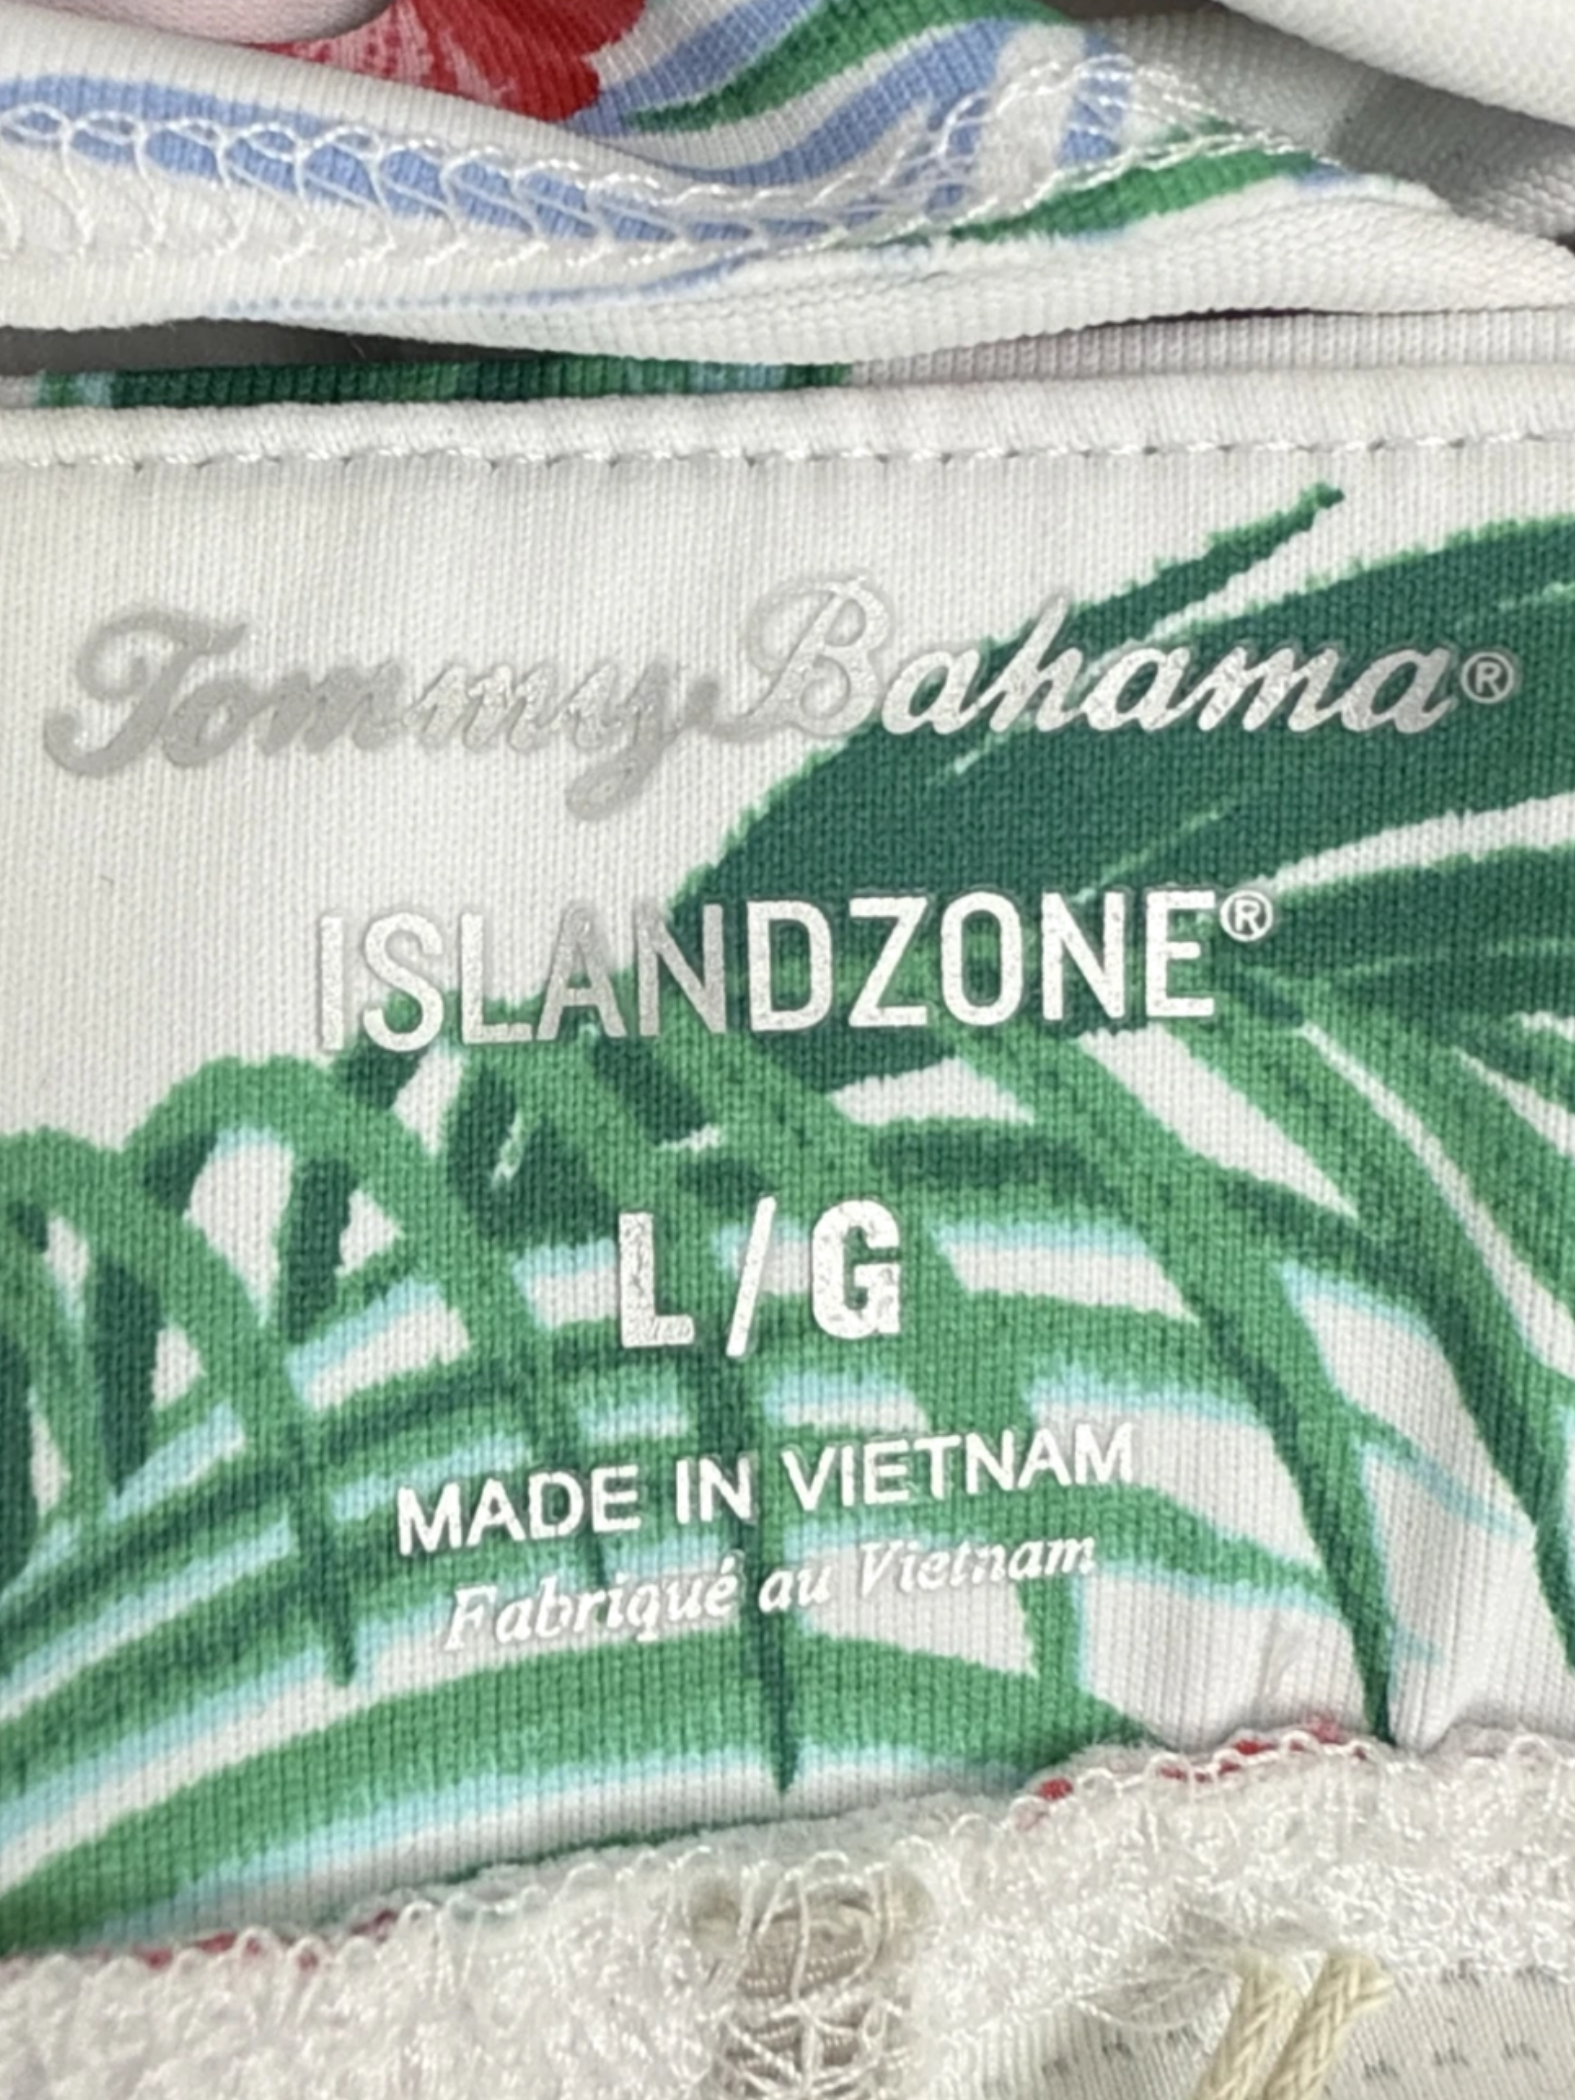 Tommy Bahama®
ISLANDZONE®
L/G
MADE IN VIETNAM
Fabriqué au Vietnam